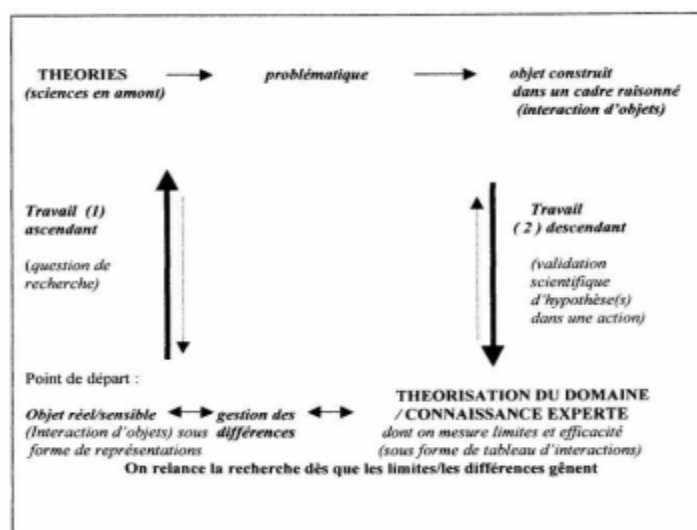 THEORIES problématique objet construit
(sciences en amont) dans un cadre raisonné
(interaction d'objets)
Travail (1) Travail
ascendant ( 2 ) descendant
(question de (validation
recherche) scientifique
d'hypothèse(s)
dans une action)
Point de départ :
THEORISATION DU DOMAINE
Objet réel/sensible gestion des / CONNAISSANCE EXPERTE
(Interaction d'objets) sous différences dont on mesure limites et efficacité
forme de représentations (sous forme de tableau d'interactions)
On relance la recherche dès que les limites/les différences gênent